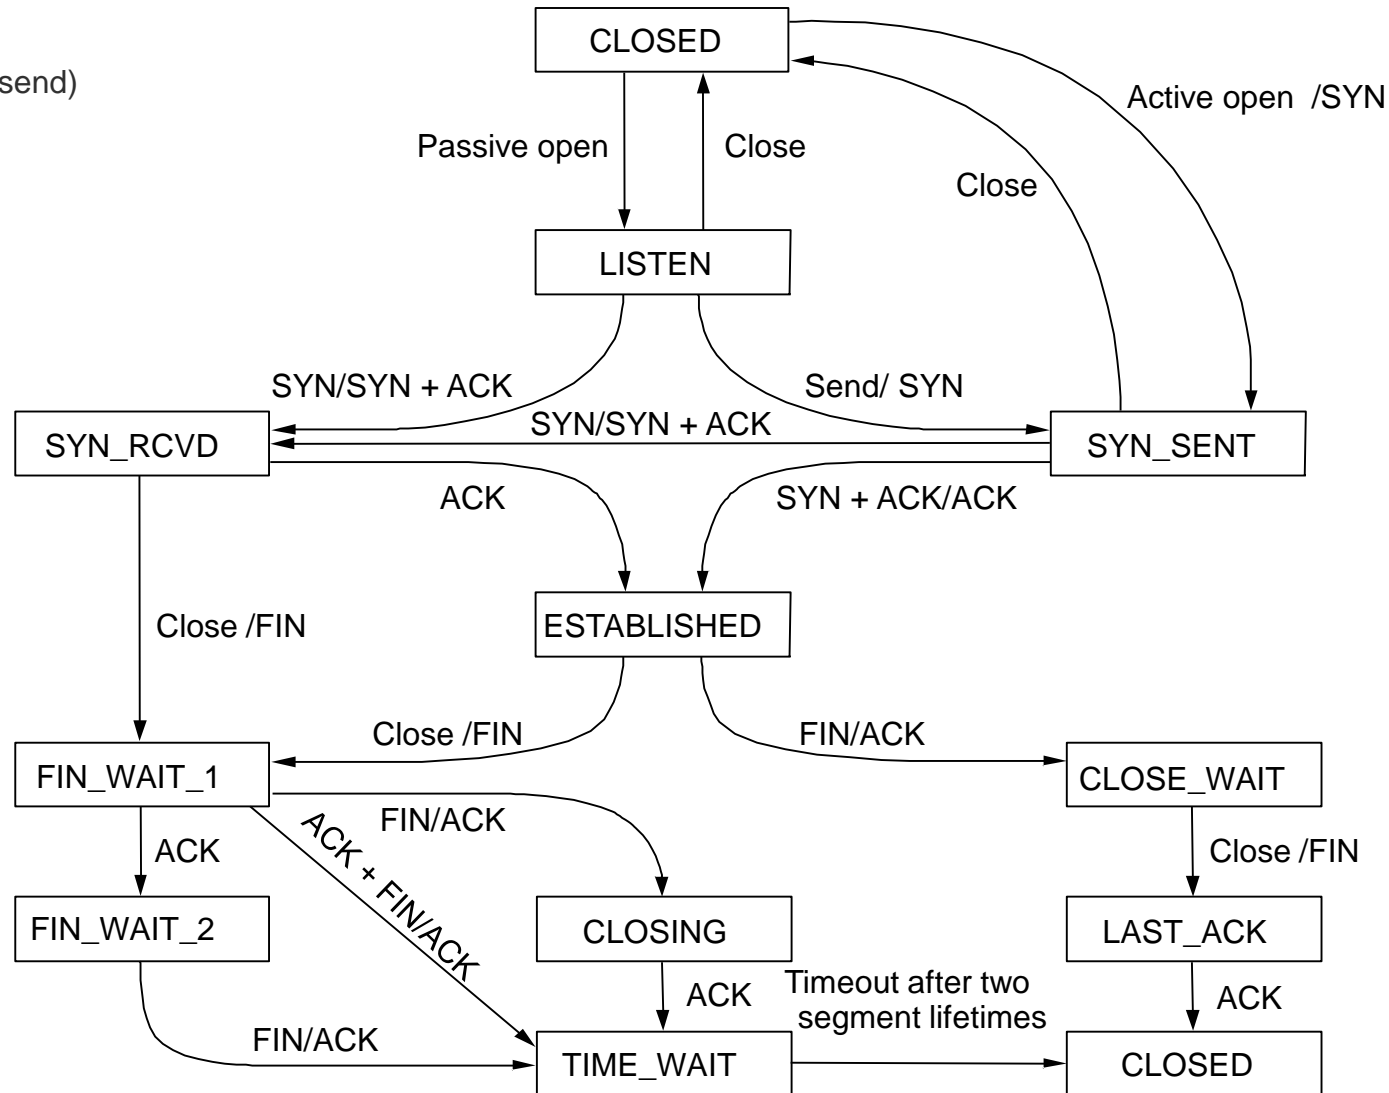 CLOSED
send)
Active open /SYN
Passive open
Close
Close
LISTEN
SYN/SYN + ACK
Send/ SYN
SYN/SYN + ACK
SYN_RCVD
SYN_SENT
ACK
SYN + ACK/ACK
Close /FIN
ESTABLISHED
Close /FIN
FIN/ACK
FIN_WAIT_1
CLOSE_WAIT
FIN/ACK
ACK
ACK + FIN/ACK
Close /FIN
FIN_WAIT_2
CLOSING
LAST_ACK
ACK
Timeout after two
segment lifetimes
ACK
FIN/ACK
TIME_WAIT
CLOSED